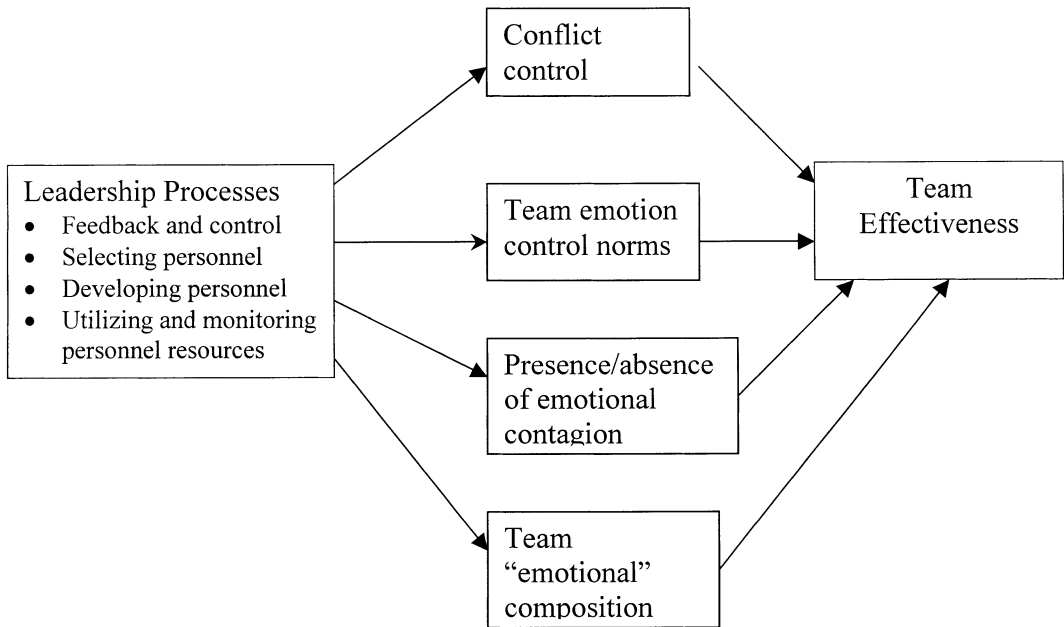 Conflict
control
Leadership Processes
• Feedback and control
• Selecting personnel
• Developing personnel
• Utilizing and monitoring
personnel resources
Team emotion
control norms
Team
Effectiveness
Presence/absence
of emotional
contagion
Team
“emotional”
composition